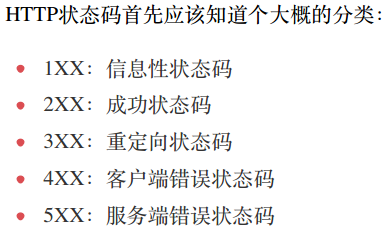 HTTP状态码首先应该知道个大概的分类：
1XX：信息性状态码
2XX：成功状态码
3XX：重定向状态码
4XX：客户端错误状态码
5XX：服务端错误状态码